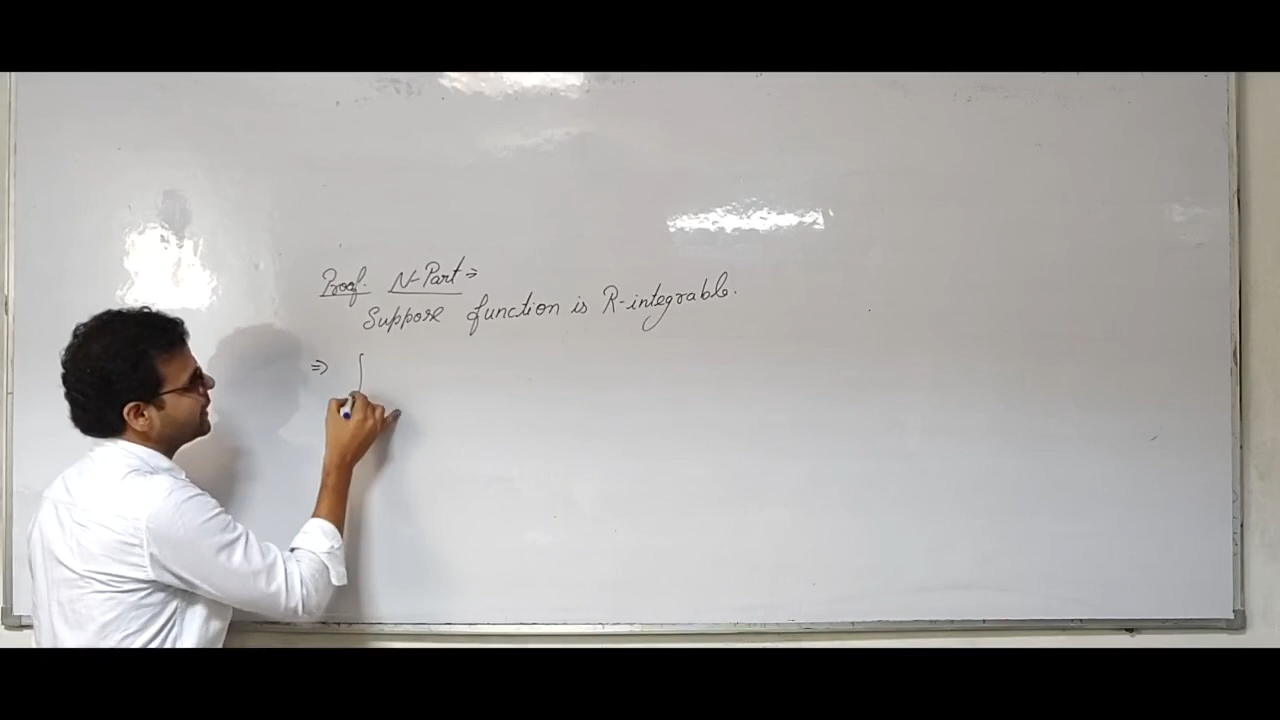 Proof. N-Part ⇒
Suppose function is R-integrable.
⇒ ∫